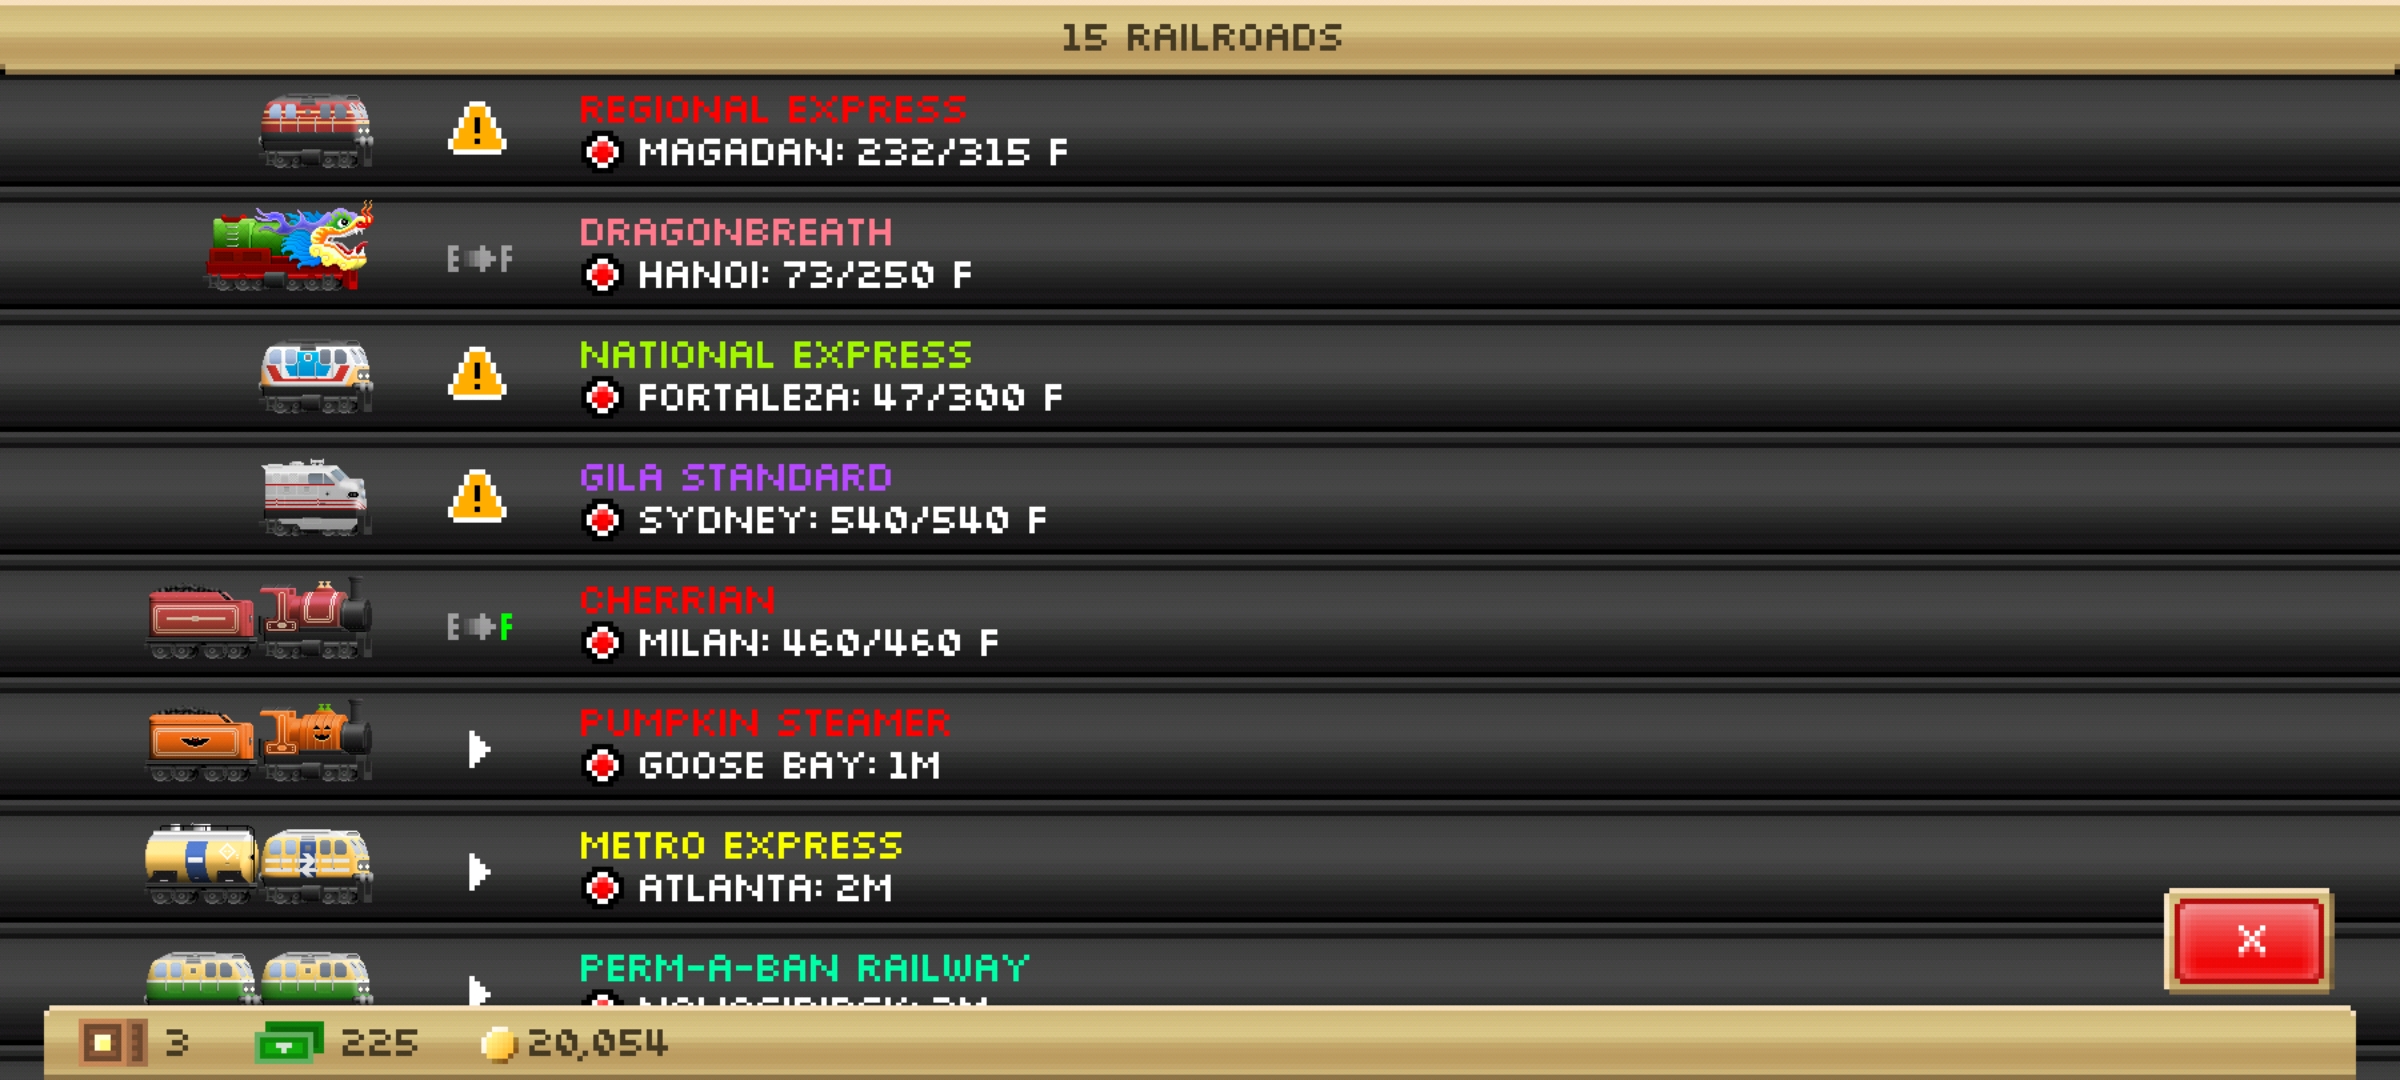 15 RAILROADS
REGIONAL EXPRESS
MAGADAN: 232/315 F
DRAGONBREATH
E F
HANOI: 73/250 F
NATIONAL EXPRESS
FORTALEZA: 47/300 F
GILA STANDARD
SYDNEY: 540/540 F
CHERRIAN
E F
MILAN: 460/460 F
PUMPKIN STEAMER
GOOSE BAY: 1M
METRO EXPRESS
ATLANTA: 2M
X
PERM-A-BAN RAILWAY
3 225 20,054